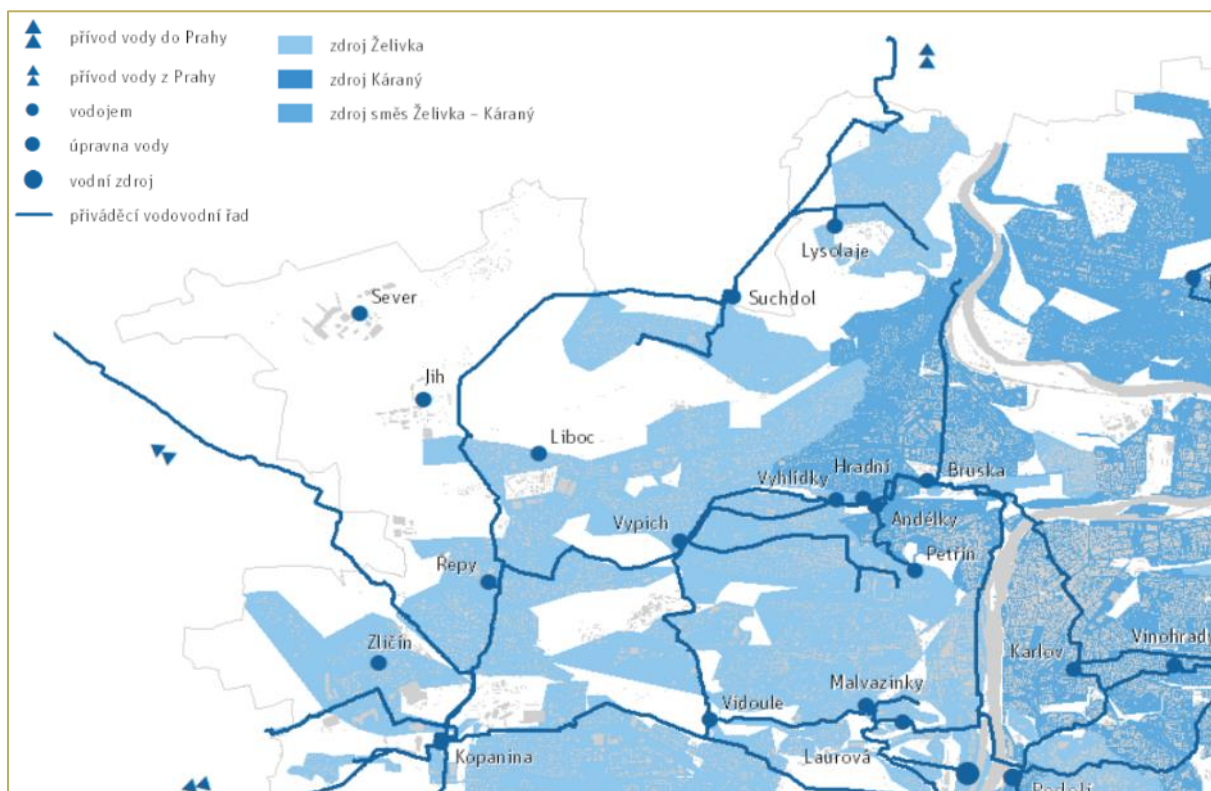 přívod vody do Prahy
přívod vody z Prahy
vodojem
úpravna vody
vodní zdroj
přiváděcí vodovodní řad
zdroj Želivka
zdroj Káraný
zdroj směs Želivka – Káraný
Lysolaje
Suchdol
Sever
Jih
Liboc
Vyhlídky
Hradní
Bruska
Andělky
Vypich
Petřín
Řepy
Zličín
Karlov
Vinohrady
Malvazinky
Vidoule
Laurová
Kopanina